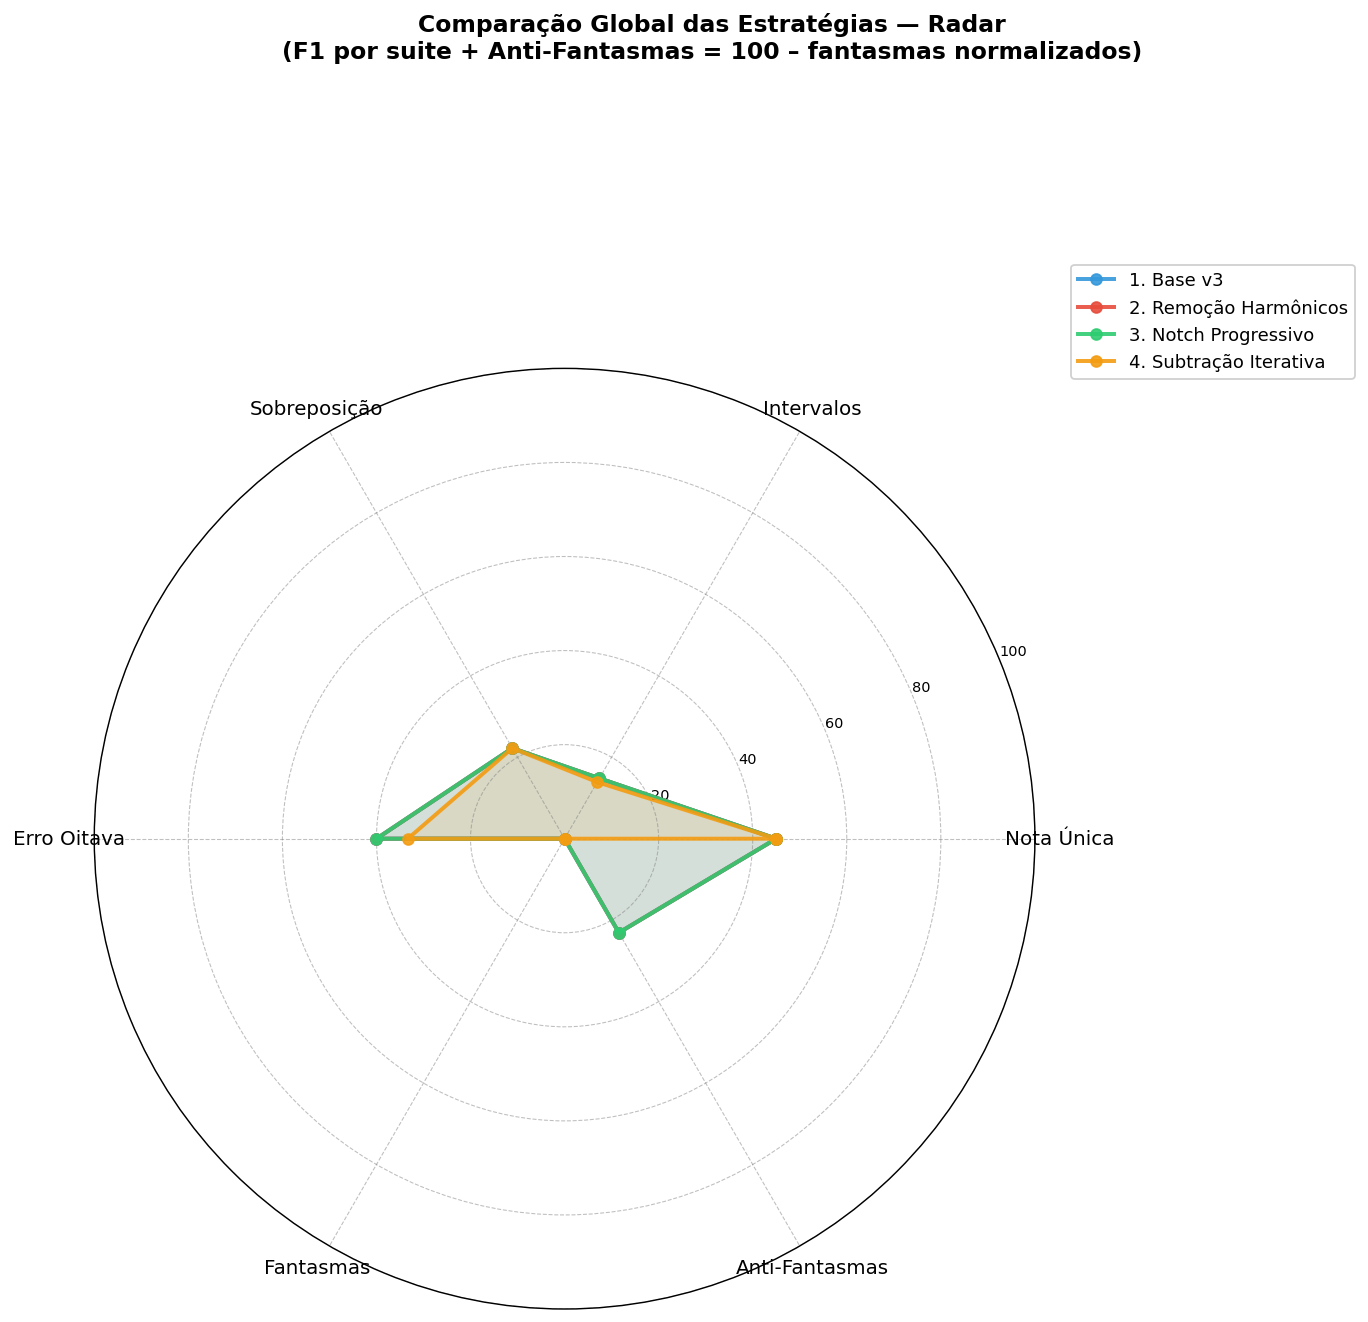 Comparação Global das Estratégias — Radar
(F1 por suite + Anti-Fantasmas = 100 – fantasmas normalizados)
1. Base v3
2. Remoção Harmônicos
3. Notch Progressivo
4. Subtração Iterativa
Sobreposição
Intervalos
100
80
60
40
20
Erro Oitava
Nota Única
Fantasmas
Anti-Fantasmas